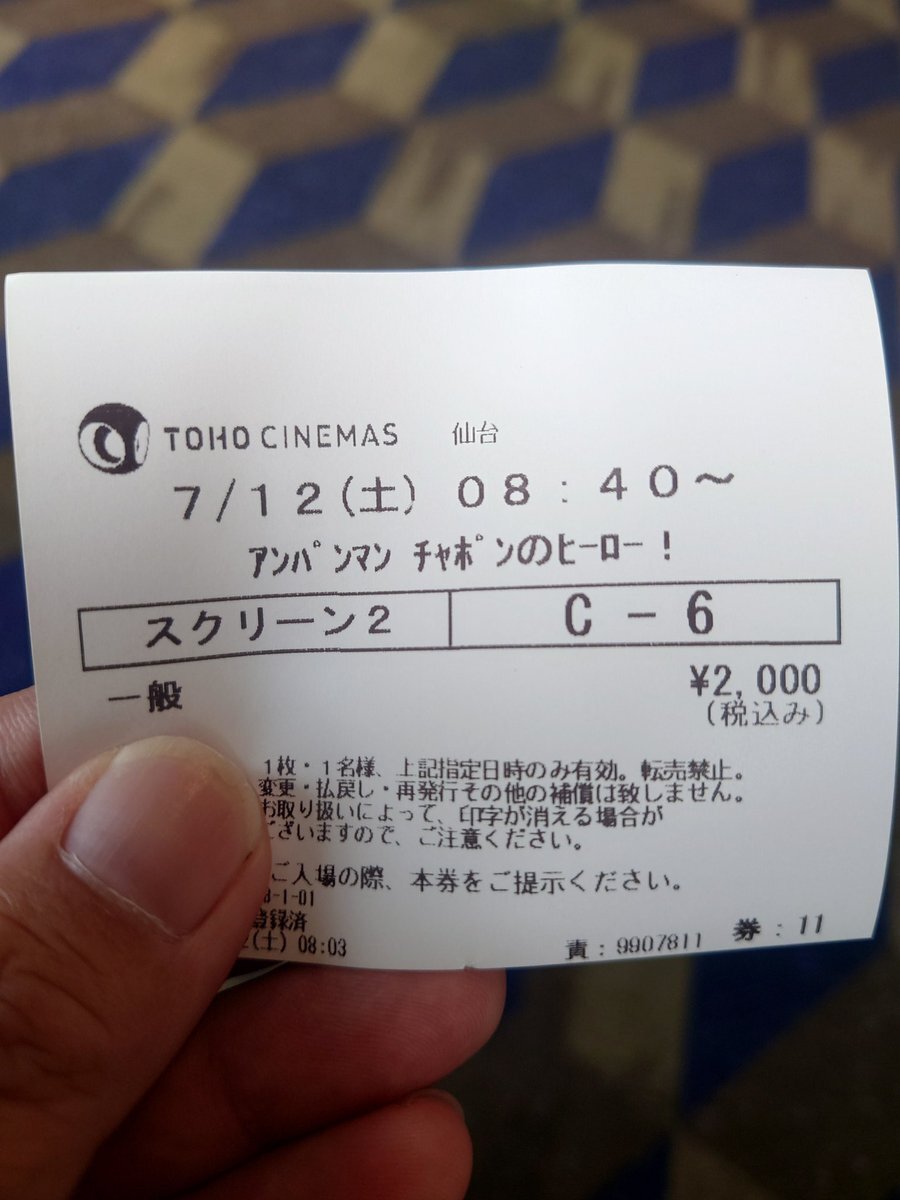 TOHO CINEMAS 仙台
7/12(土) 08:40～
ｱﾝﾊﾟﾝﾏﾝ ﾁｬﾎﾟﾝのﾋｰﾛｰ!
スクリーン2 C-6
一般 ¥2,000
(税込み)
1枚・1名様、上記指定日時のみ有効。転売禁止。
変更・払戻し・再発行その他の補償は致しません。
お取り扱いによって、印字が消える場合が
ございますので、ご注意ください。
ご入場の際、本券をご提示ください。
-1-01
登録済
(土) 08:03 責:9907811 券:11